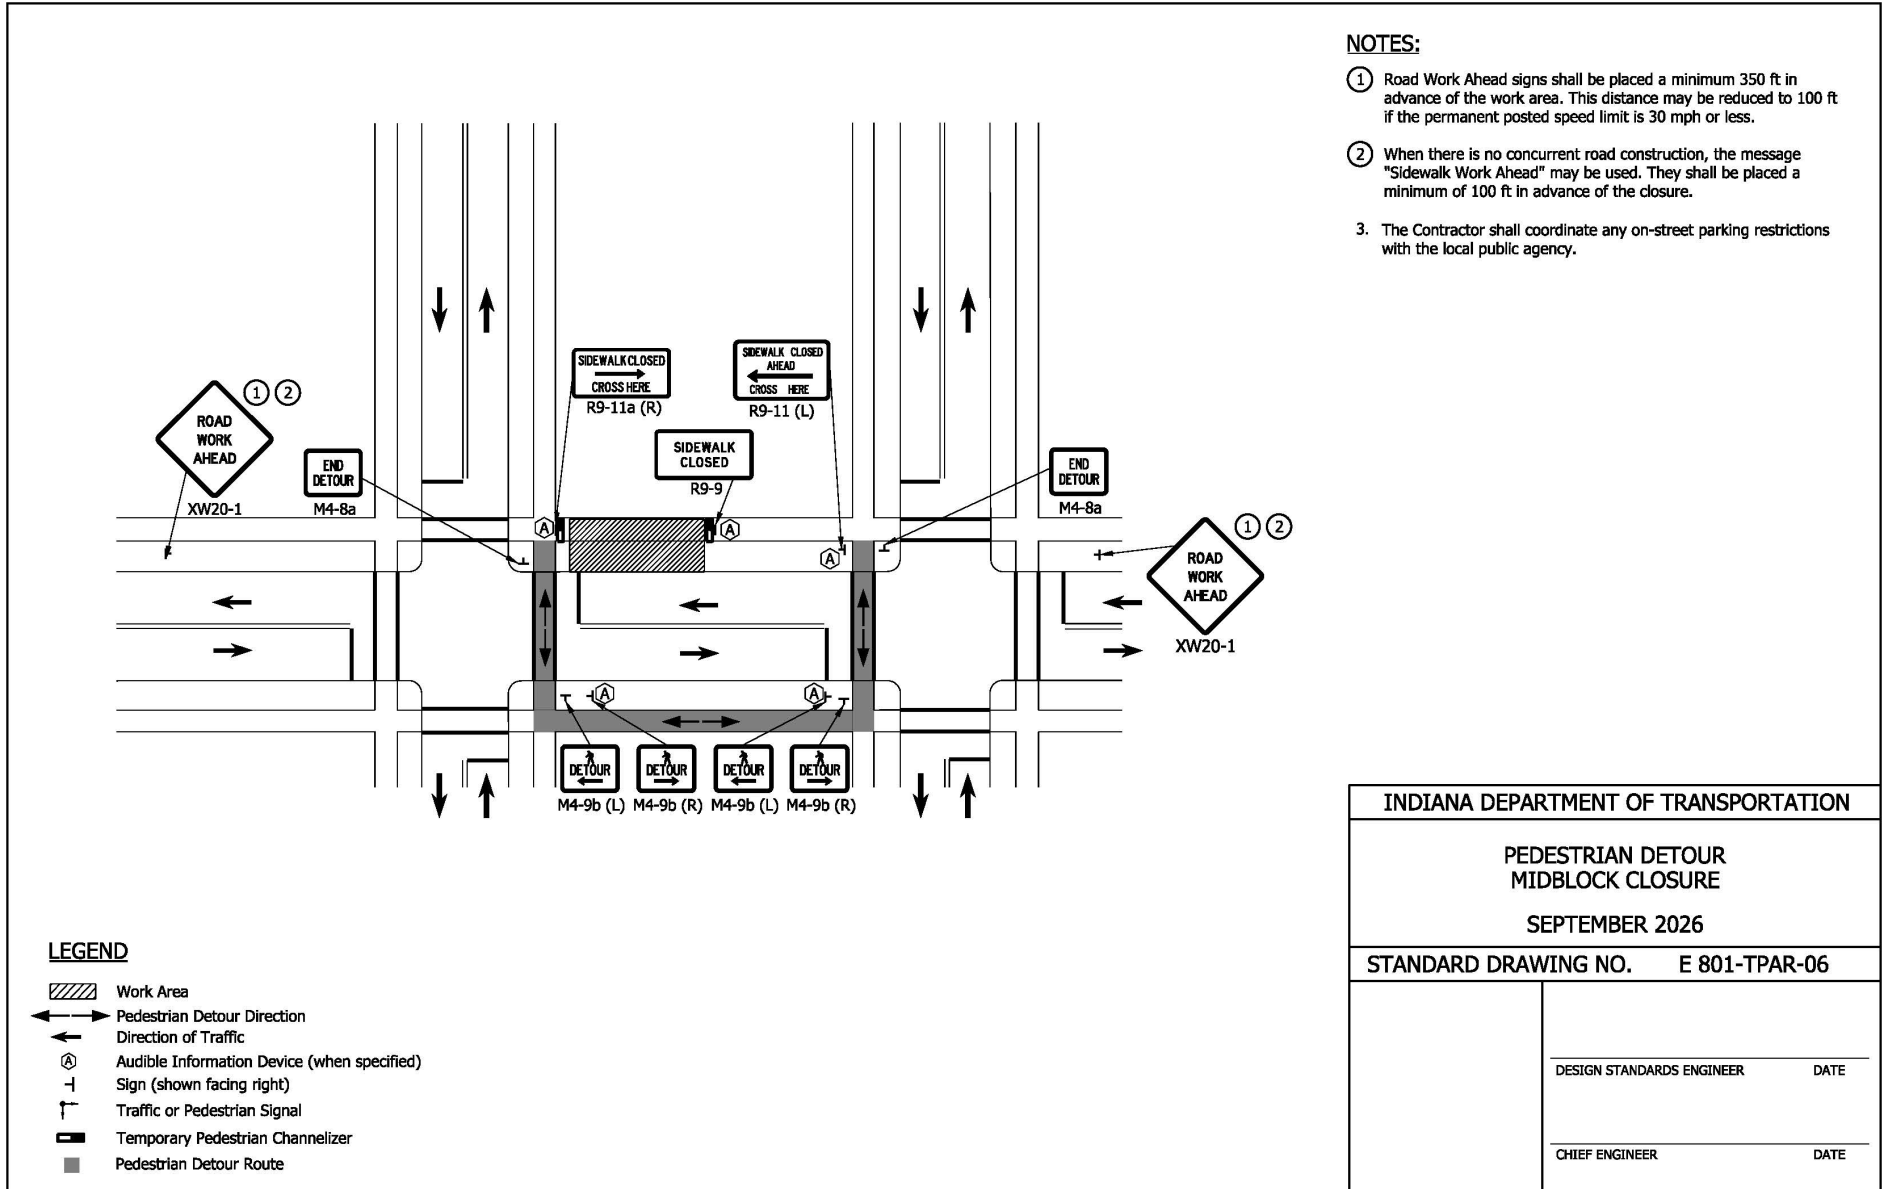 NOTES:
1 Road Work Ahead signs shall be placed a minimum 350 ft in
advance of the work area. This distance may be reduced to 100 ft
if the permanent posted speed limit is 30 mph or less.
2 When there is no concurrent road construction, the message
"Sidewalk Work Ahead" may be used. They shall be placed a
minimum of 100 ft in advance of the closure.
3. The Contractor shall coordinate any on-street parking restrictions
with the local public agency.
SIDEWALK CLOSED
CROSS HERE
R9-11a (R)
SIDEWALK CLOSED
AHEAD
CROSS HERE
R9-11 (L)
1 2
ROAD
WORK
AHEAD
XW20-1
END
DETOUR
M4-8a
SIDEWALK
CLOSED
R9-9
END
DETOUR
M4-8a
1 2
ROAD
WORK
AHEAD
XW20-1
A
A
A
A
A
DETOUR
M4-9b (L)
DETOUR
M4-9b (R)
DETOUR
M4-9b (L)
DETOUR
M4-9b (R)
LEGEND
Work Area
Pedestrian Detour Direction
Direction of Traffic
A Audible Information Device (when specified)
Sign (shown facing right)
Traffic or Pedestrian Signal
Temporary Pedestrian Channelizer
Pedestrian Detour Route
INDIANA DEPARTMENT OF TRANSPORTATION
PEDESTRIAN DETOUR
MIDBLOCK CLOSURE
SEPTEMBER 2026
STANDARD DRAWING NO. E 801-TPAR-06
DESIGN STANDARDS ENGINEER DATE
CHIEF ENGINEER DATE